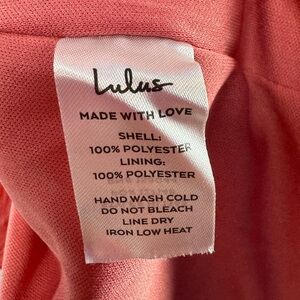 Lulus
MADE WITH LOVE
SHELL:
100% POLYESTER
LINING:
100% POLYESTER
HAND WASH COLD
DO NOT BLEACH
LINE DRY
IRON LOW HEAT